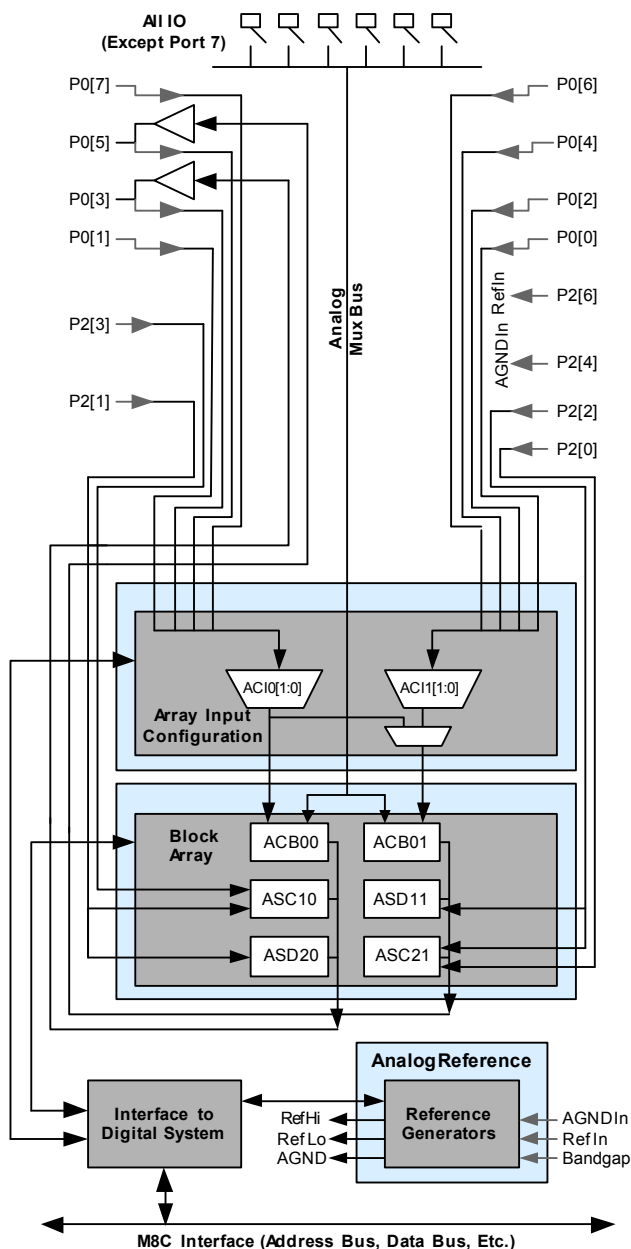 All IO
(Except Port 7)
P0[7]
P0[5]
P0[3]
P0[1]
P2[3]
P2[1]
Analog
Mux Bus
P0[6]
P0[4]
P0[2]
P0[0]
AGNDIn RefIn
P2[6]
P2[4]
P2[2]
P2[0]
ACI0[1:0]
ACI1[1:0]
Array Input
Configuration
Block
Array
ACB00
ACB01
ASC10
ASD11
ASD20
ASC21
Analog Reference
Interface to
Digital System
RefHi
RefLo
AGND
Reference
Generators
AGNDIn
RefIn
Bandgap
M8C Interface (Address Bus, Data Bus, Etc.)